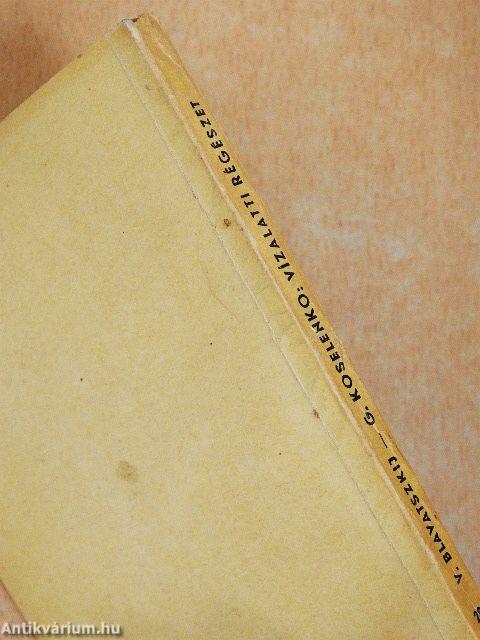 V. BLAVATSZKIJ — G. KOSELENKO: VÍZALATTI RÉGÉSZET
Antikvárium.hu